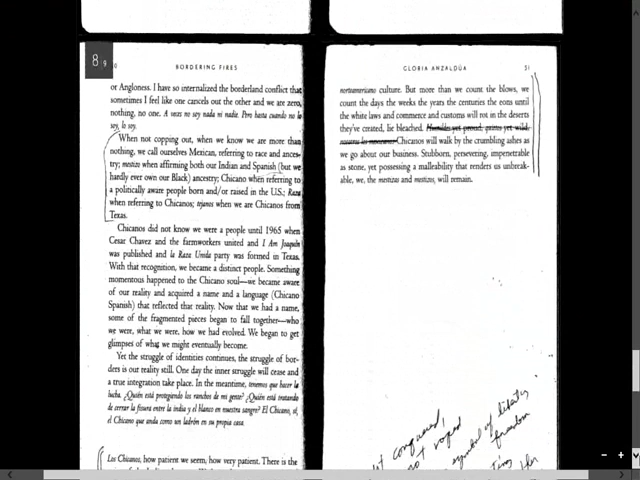 8 9 0
BORDERING FIRES
or Angloness. I have so internalized the borderland conflict that
sometimes I feel like one cancels out the other and we are zero,
nothing, no one. A veces no soy nada ni nadie. Pero hasta cuando no lo
soy, lo soy.
When not copping out, when we know we are more than
nothing, we call ourselves Mexican, referring to race and ances-
try; mestizo when affirming both our Indian and Spanish (but we
hardly ever own our Black) ancestry; Chicano when referring to
a politically aware people born and/or raised in the U.S.; Raza
when referring to Chicanos; tejanos when we are Chicanos from
Texas.
Chicanos did not know we were a people until 1965 when
Cesar Chavez and the farmworkers united and I Am Joaquín
was published and la Raza Unida party was formed in Texas.
With that recognition, we became a distinct people. Something
momentous happened to the Chicano soul—we became aware
of our reality and acquired a name and a language (Chicano
Spanish) that reflected that reality. Now that we had a name,
some of the fragmented pieces began to fall together—who
we were, what we were, how we had evolved. We began to get
glimpses of what we might eventually become.
Yet the struggle of identities continues, the struggle of bor-
ders is our reality still. One day the inner struggle will cease and
a true integration take place. In the meantime, tenemos que hacer la
lucha. ¿Quién está protegiendo los ranchos de mi gente? ¿Quién está tratando
de cerrar la fisura entre la india y el blanco en nuestra sangre? El Chicano, sí,
el Chicano que anda como un ladrón en su propia casa.
Los Chicanos, how patient we seem, how very patient. There is the
GLORIA ANZALDÚA
51
norteamericano culture. But more than we count the blows, we
count the days the weeks the years the centuries the eons until
the white laws and commerce and customs will rot in the deserts
they've created, lie bleached. Humildes yet proud, quietos yet wild,
nosotros los mexicanos-Chicanos will walk by the crumbling ashes as
we go about our business. Stubborn, persevering, impenetrable
as stone, yet possessing a malleability that renders us unbreak-
able, we, the mestizas and mestizos, will remain.
conquered,
not raped
symbol of liberty
freedom